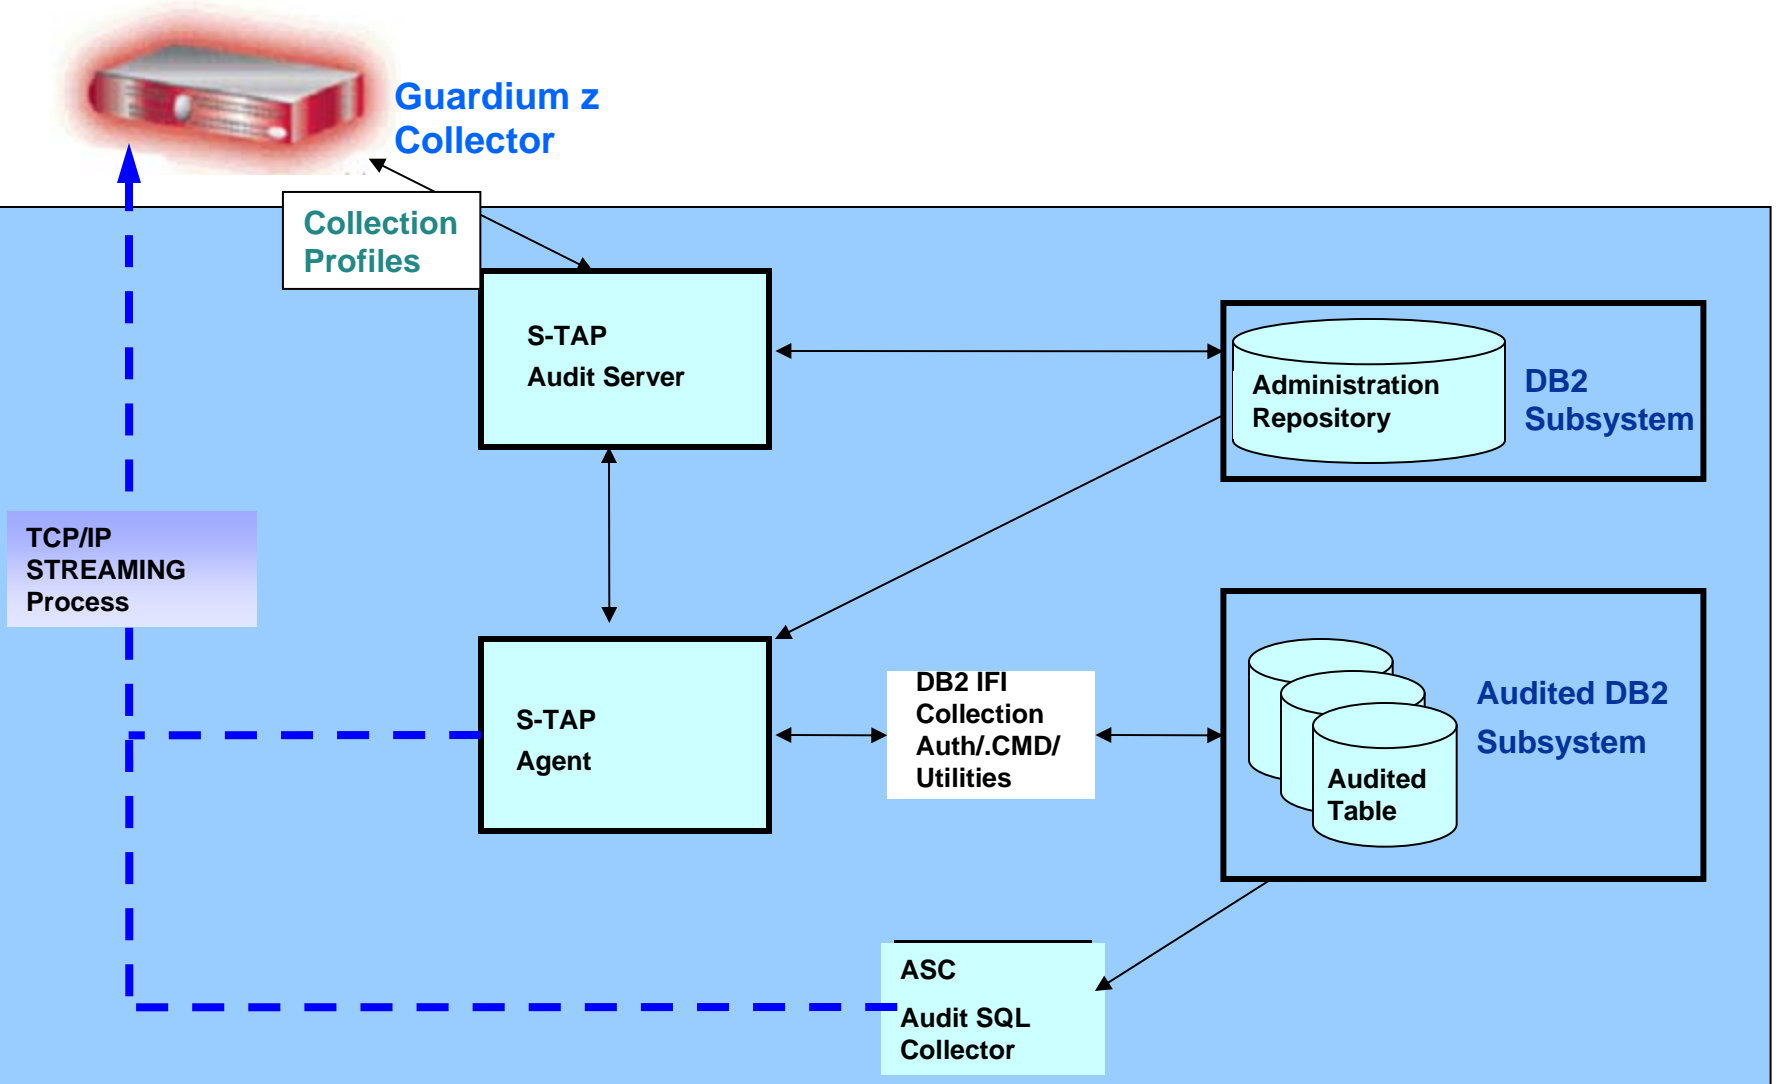 Guardium z
Collector
Collection
Profiles
S-TAP
Audit Server
Administration
Repository
DB2
Subsystem
TCP/IP
STREAMING
Process
S-TAP
Agent
DB2 IFI
Collection
Auth/.CMD/
Utilities
Audited DB2
Subsystem
Audited
Table
ASC
Audit SQL
Collector